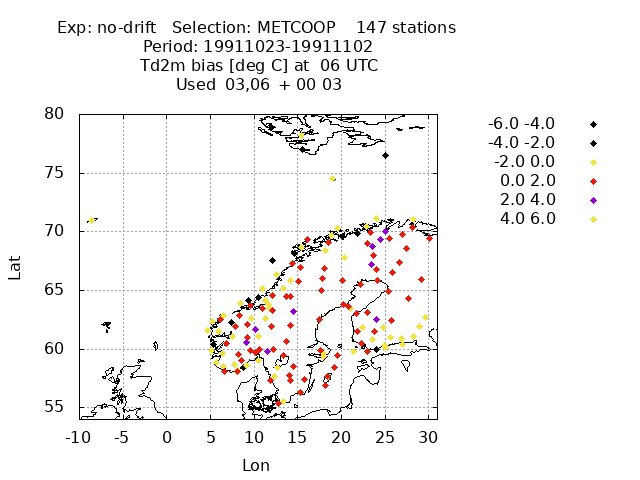 Exp: no-drift   Selection: METCOOP    147 stations
Period: 19911023-19911102
Td2m bias [deg C] at  06 UTC
Used  03,06  + 00 03
-6.0 -4.0
-4.0 -2.0
-2.0 0.0
0.0 2.0
2.0 4.0
4.0 6.0
80
75
70
65
60
55
Lat
-10 -5 0 5 10 15 20 25 30
Lon